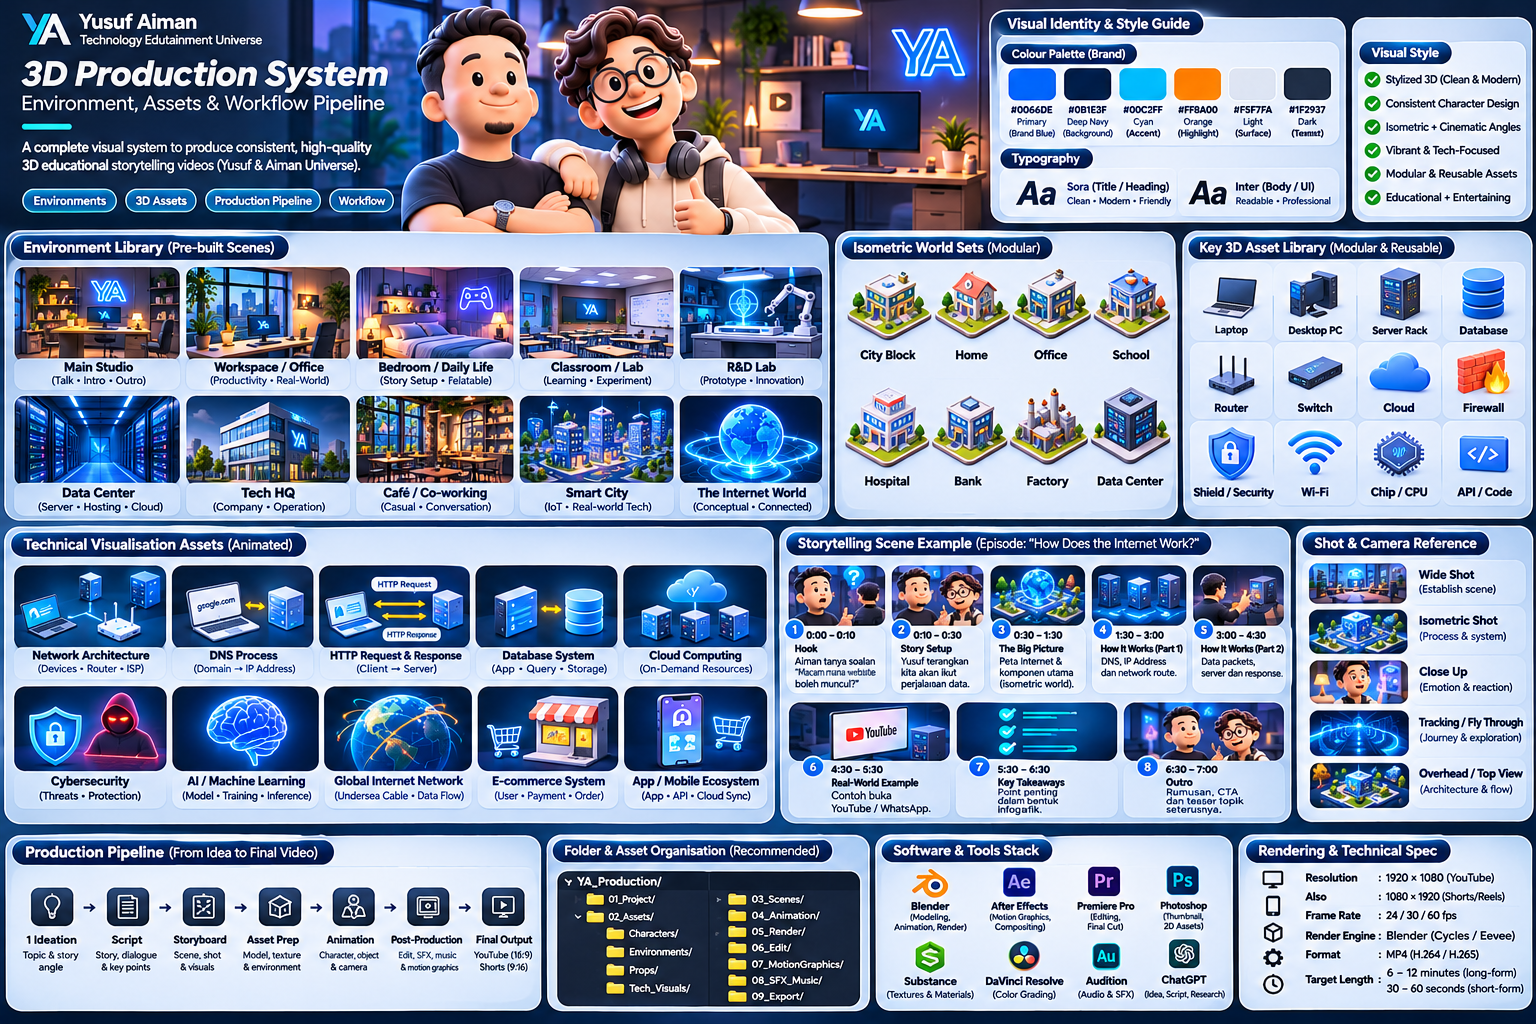 YA
Yusuf Aiman
Technology Edutainment Universe
3D Production System
Environment, Assets & Workflow Pipeline
A complete visual system to produce consistent, high-quality
3D educational storytelling videos (Yusuf & Aiman Universe).
Environments
3D Assets
Production Pipeline
Workflow
YA
YA
Visual Identity & Style Guide
Colour Palette (Brand)
#0066DE
Primary
(Brand Blue)
#0B1E3F
Deep Navy
(Background)
#00C2FF
Cyan
(Accent)
#FF8A00
Orange
(Highlight)
#F5F7FA
Light
(Surface)
#1F2937
Dark
Typography
Aa
Sora (Title / Heading)
Clean • Modern • Friendly
Aa
Inter (Body / UI)
Readable • Professional
Visual Style
Stylized 3D (Clean & Modern)
Consistent Character Design
Isometric + Cinematic Angles
Vibrant & Tech-Focused
Modular & Reusable Assets
Educational + Entertaining
Environment Library (Pre-built Scenes)
YA
YA
Main Studio
(Talk • Intro • Outro)
Workspace / Office
(Productivity • Real-World)
Bedroom / Daily Life
(Story Setup • Felatable)
YA
Classroom / Lab
(Learning • Experiment)
R&D Lab
(Prototype • Innovation)
Data Center
(Server • Hosting • Cloud)
YA
Tech HQ
(Company • Operation)
Café / Co-working
(Casual • Conversation)
Smart City
(IoT • Real-world Tech)
The Internet World
(Conceptual • Connected)
Isometric World Sets (Modular)
City Block
Home
Office
School
Hospital
Bank
Factory
Data Center
Key 3D Asset Library (Modular & Reusable)
Laptop
Desktop PC
Server Rack
Database
Router
Switch
Cloud
Firewall
Shield / Security
Wi-Fi
Chip / CPU
</>
API / Code
Technical Visualisation Assets (Animated)
Network Architecture
(Devices • Router • ISP)
google.com
DNS Process
(Domain → IP Address)
HTTP Request
HTTP Response
HTTP Request & Response
(Client → Server)
Database System
(App • Query • Storage)
Cloud Computing
(On-Demand Resources)
Cybersecurity
(Threats • Protection)
AI / Machine Learning
(Model • Training • Inference)
Global Internet Network
(Undersea Cable • Data Flow)
E-commerce System
(User • Payment • Order)
App / Mobile Ecosystem
(App • API • Cloud Sync)
Storytelling Scene Example (Episode: "How Does the Internet Work?"
?
1
0:00 – 0:10
Hook
Aiman tanya soalan
"Macam mana website
boleh muncul?"
2
0:10 – 0:30
Story Setup
Yusuf terangkan
kita akan ikut
perjalanan data.
3
0:30 – 1:30
The Big Picture
Peta Internet &
komponen utama
(isometric world).
4
1:30 – 3:00
How It Works (Part 1)
DNS, IP Address
dan network route.
5
3:00 – 4:30
How It Works (Part 2)
Data packets,
server dan response.
YouTube
6
4:30 – 5:30
Real-World Example
Contoh buka
YouTube / WhatsApp.
7
5:30 – 6:30
Key Takeaways
Point penting
dalam bentuk
infografik.
8
6:30 – 7:00
Outro
Rumusan, CTA
dan teaser topik
seterusnya.
Shot & Camera Reference
Wide Shot
(Establish scene)
Isometric Shot
(Process & system)
Close Up
(Emotion & reaction)
Tracking / Fly Through
(Journey & exploration)
Overhead / Top View
(Architecture & flow)
Production Pipeline (From Idea to Final Video)
1 Ideation
Topic & story
angle
Script
Story, dialogue
& key points
Storyboard
Scene, shot
& visuals
Asset Prep
Model, texture
& environment
Animation
Character, object
& camera
Post-Production
Edit, SFX, music
& motion graphics
Final Output
YouTube (16:9)
Shorts (9:16)
Folder & Asset Organisation (Recommended)
YA_Production/
01_Project/
02_Assets/
Characters/
Environments/
Props/
Tech_Visuals/
03_Scenes/
04_Animation/
05_Render/
06_Edit/
07_MotionGraphics/
08_SFX_Music/
09_Export/
Software & Tools Stack
Blender
(Modeling,
Animation, Render)
Ae
After Effects
(Motion Graphics,
Compositing)
Pr
Premiere Pro
(Editing,
Final Cut)
Ps
Photoshop
(Thumbnail,
2D Assets)
S
Substance
(Textures & Materials)
DaVinci Resolve
(Color Grading)
Au
Audition
(Audio & SFX)
ChatGPT
(Idea, Script, Research)
Rendering & Technical Spec
Resolution : 1920 × 1080 (YouTube)
Also : 1080 × 1920 (Shorts/Reels)
Frame Rate : 24 / 30 / 60 fps
Render Engine : Blender (Cycles / Eevee)
Format : MP4 (H.264 / H.265)
Target Length : 6 – 12 minutes (long-form)
30 – 60 seconds (short-form)